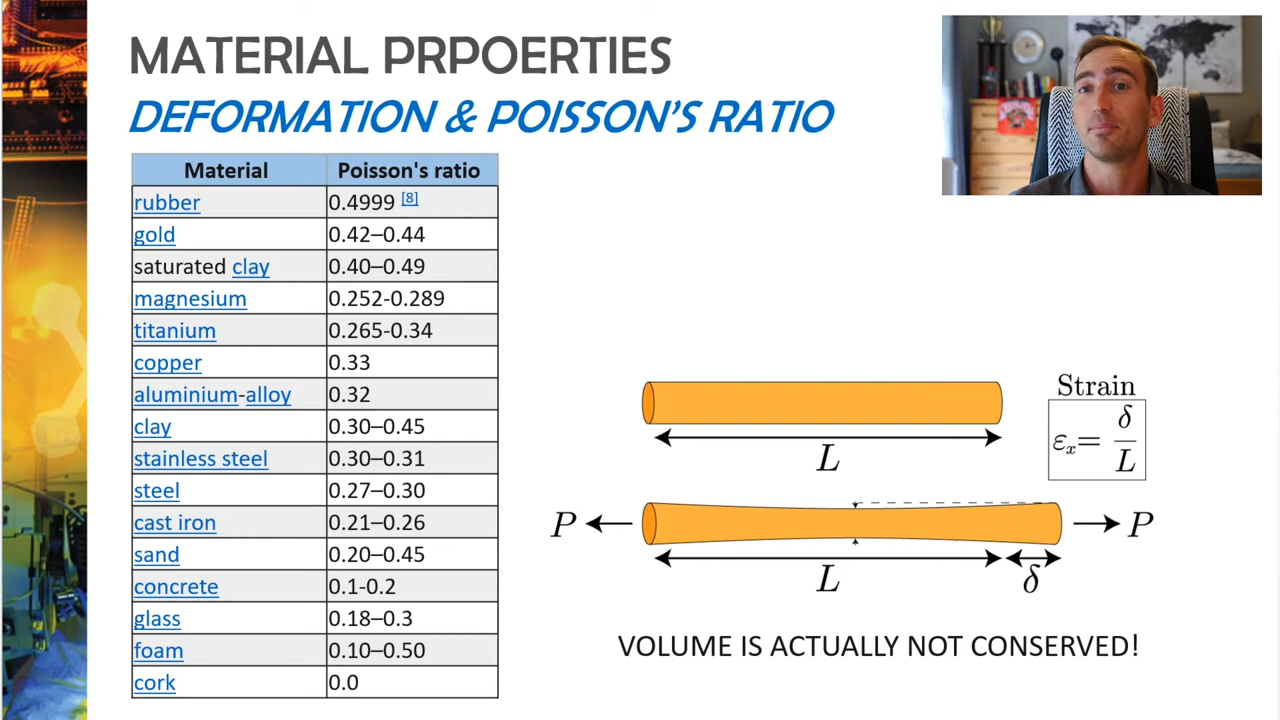 MATERIAL PRPOERTIES
DEFORMATION & POISSON'S RATIO
Material Poisson's ratio
rubber 0.4999 [8]
gold 0.42–0.44
saturated clay 0.40–0.49
magnesium 0.252-0.289
titanium 0.265-0.34
copper 0.33
aluminium-alloy 0.32
clay 0.30–0.45
stainless steel 0.30–0.31
steel 0.27–0.30
cast iron 0.21–0.26
sand 0.20–0.45
concrete 0.1-0.2
glass 0.18–0.3
foam 0.10–0.50
cork 0.0
Strain
εx= δ/L
L
P P
L δ
VOLUME IS ACTUALLY NOT CONSERVED!